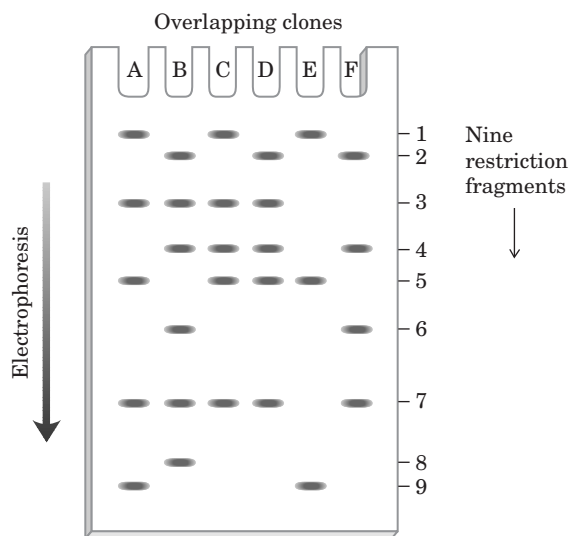 Overlapping clones
A B C D E F
1
2
3
4
5
6
7
8
9
Nine
restriction
fragments
Electrophoresis